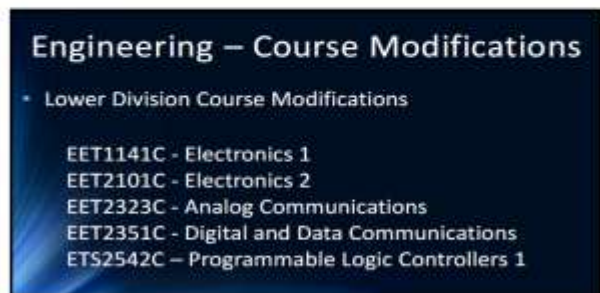 Engineering – Course Modifications
• Lower Division Course Modifications
EET1141C - Electronics 1
EET2101C - Electronics 2
EET2323C - Analog Communications
EET2351C - Digital and Data Communications
ETS2542C – Programmable Logic Controllers 1